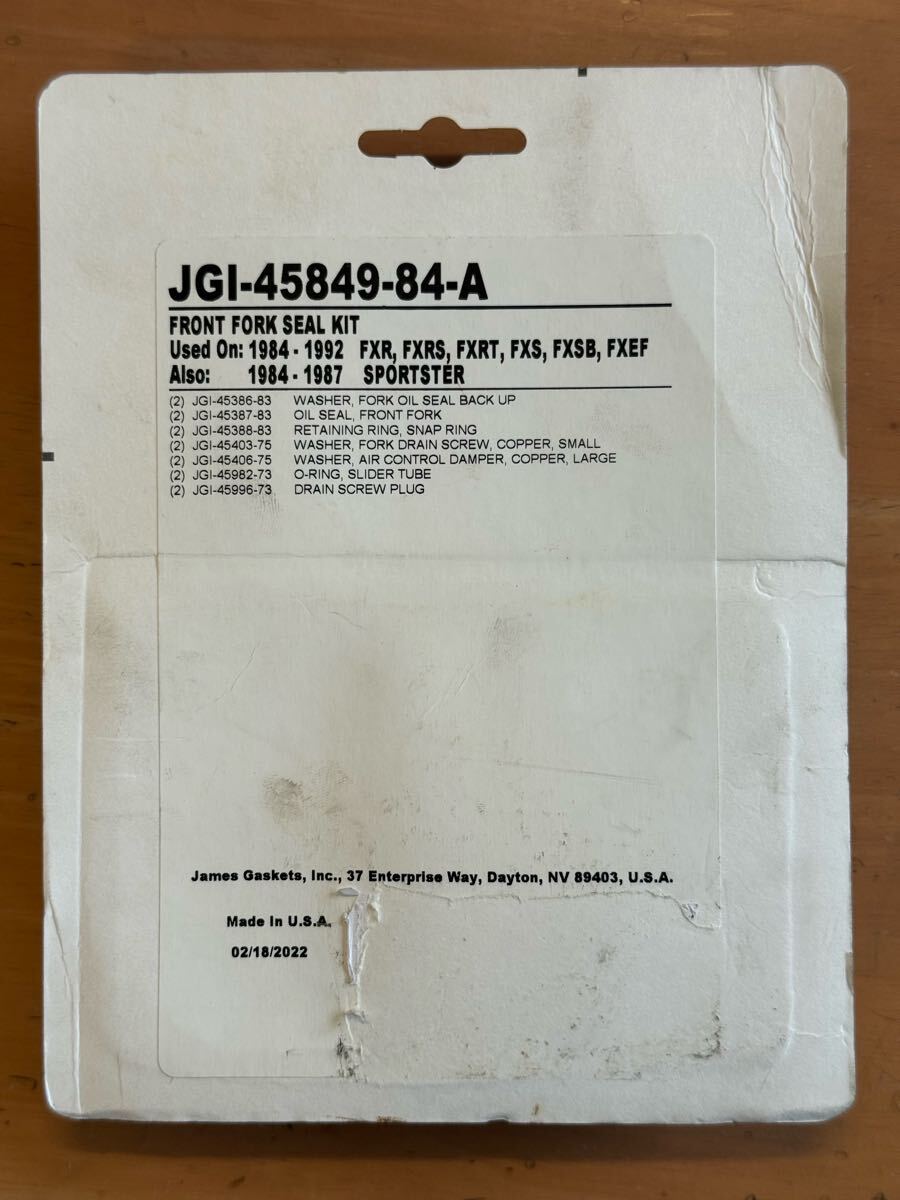 JGI-45849-84-A
FRONT FORK SEAL KIT
Used On: 1984 - 1992 FXR, FXRS, FXRT, FXS, FXSB, FXEF
Also: 1984 - 1987 SPORTSTER
(2) JGI-45386-83 WASHER, FORK OIL SEAL BACK UP
(2) JGI-45387-83 OIL SEAL, FRONT FORK
(2) JGI-45388-83 RETAINING RING, SNAP RING
(2) JGI-45403-75 WASHER, FORK DRAIN SCREW, COPPER, SMALL
(2) JGI-45406-75 WASHER, AIR CONTROL DAMPER, COPPER, LARGE
(2) JGI-45982-73 O-RING, SLIDER TUBE
(2) JGI-45996-73 DRAIN SCREW PLUG
James Gaskets, Inc., 37 Enterprise Way, Dayton, NV 89403, U.S.A.
Made In U.S.A.
02/18/2022